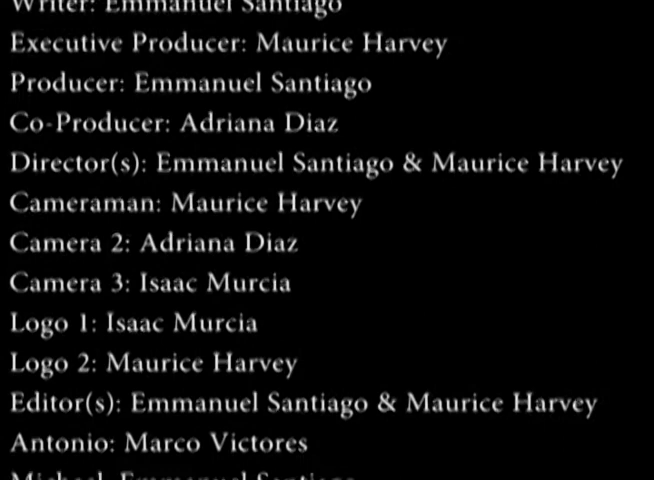 Writer: Emmanuel Santiago
Executive Producer: Maurice Harvey
Producer: Emmanuel Santiago
Co-Producer: Adriana Diaz
Director(s): Emmanuel Santiago & Maurice Harvey
Cameraman: Maurice Harvey
Camera 2: Adriana Diaz
Camera 3: Isaac Murcia
Logo 1: Isaac Murcia
Logo 2: Maurice Harvey
Editor(s): Emmanuel Santiago & Maurice Harvey
Antonio: Marco Victores
Michael: Emmanuel Santiago